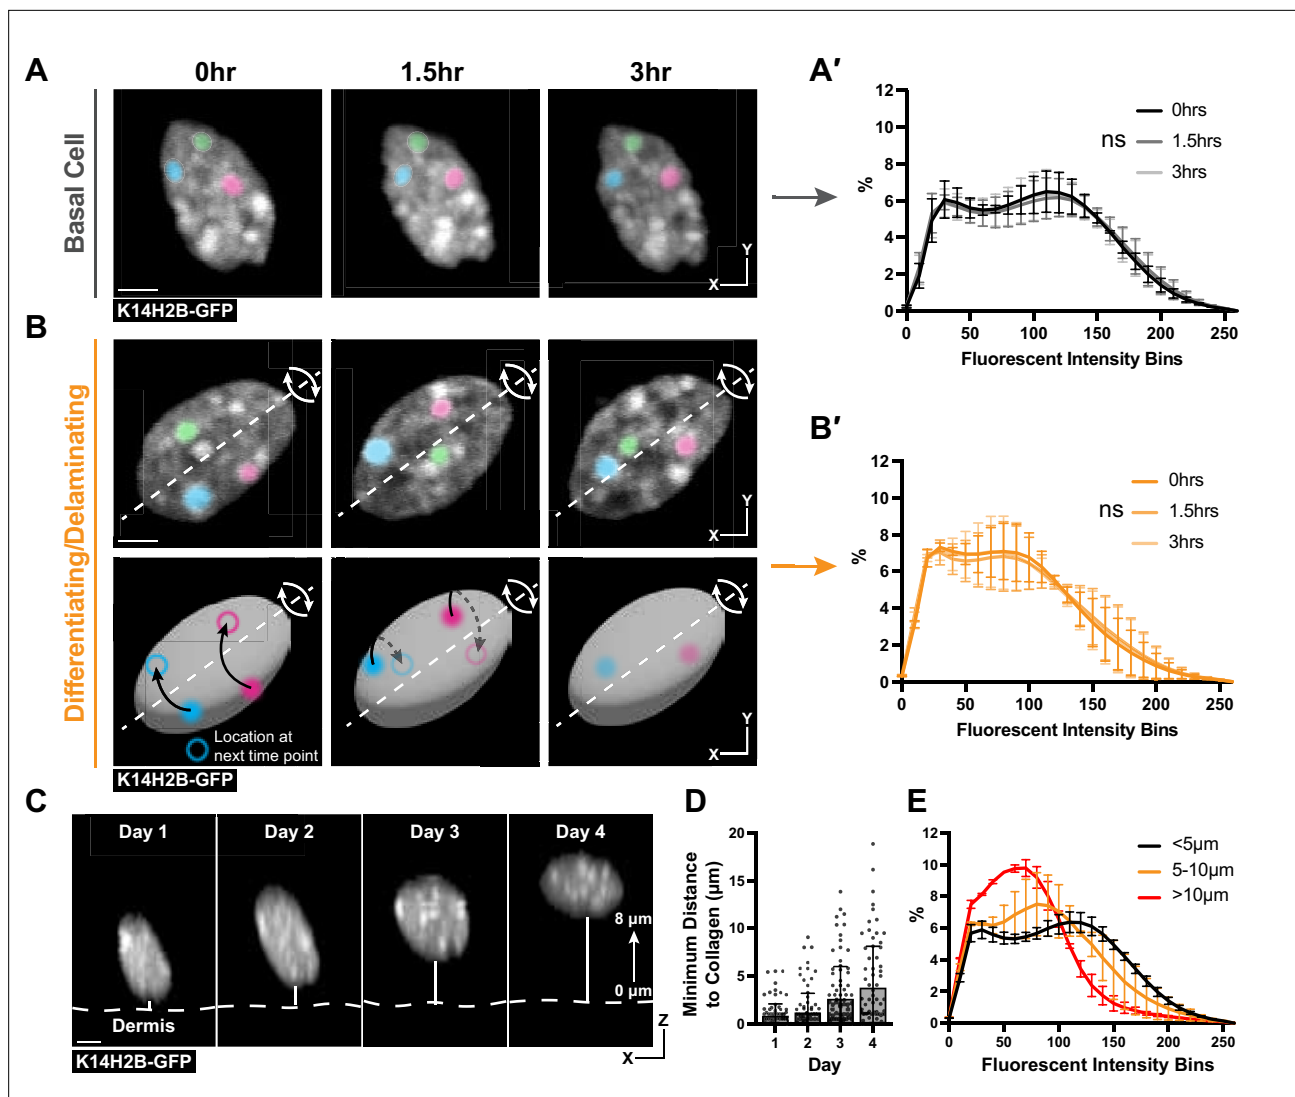 A
0hr
1.5hr
3hr
Basal Cell
X
Y
K14H2B-GFP
A′
12
10
8
6
4
2
0
%
0hrs
1.5hrs
3hrs
ns
0
50
100
150
200
250
Fluorescent Intensity Bins
B
Differentiating/Delaminating
X
Y
Location at
next time point
X
Y
K14H2B-GFP
B′
12
10
8
6
4
2
0
%
0hrs
1.5hrs
3hrs
ns
0
50
100
150
200
250
Fluorescent Intensity Bins
C
Day 1
Day 2
Day 3
Day 4
8 µm
0 µm
Dermis
K14H2B-GFP
Z
X
D
Minimum Distance
to Collagen (µm)
20
15
10
5
0
1
2
3
4
Day
E
12
10
8
6
4
2
0
%
<5µm
5-10µm
>10µm
0
50
100
150
200
250
Fluorescent Intensity Bins